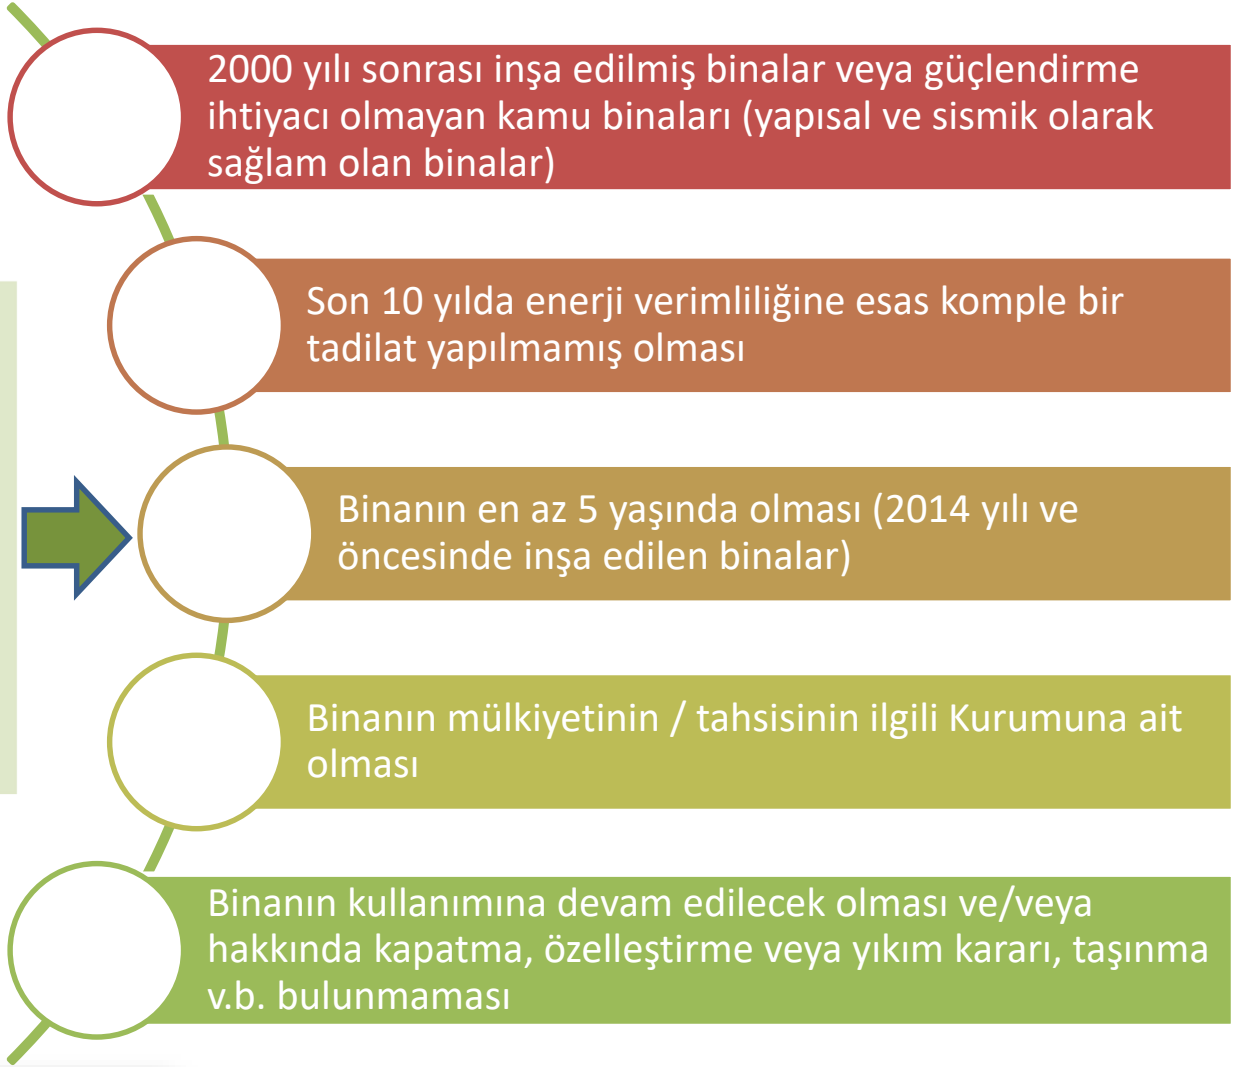 2000 yılı sonrası inşa edilmiş binalar veya güçlendirme
ihtiyacı olmayan kamu binaları (yapısal ve sismik olarak
sağlam olan binalar)
Son 10 yılda enerji verimliliğine esas komple bir
tadilat yapılmamış olması
Binanın en az 5 yaşında olması (2014 yılı ve
öncesinde inşa edilen binalar)
Binanın mülkiyetinin / tahsisinin ilgili Kurumuna ait
olması
Binanın kullanımına devam edilecek olması ve/veya
hakkında kapatma, özelleştirme veya yıkım kararı, taşınma
v.b. bulunmaması